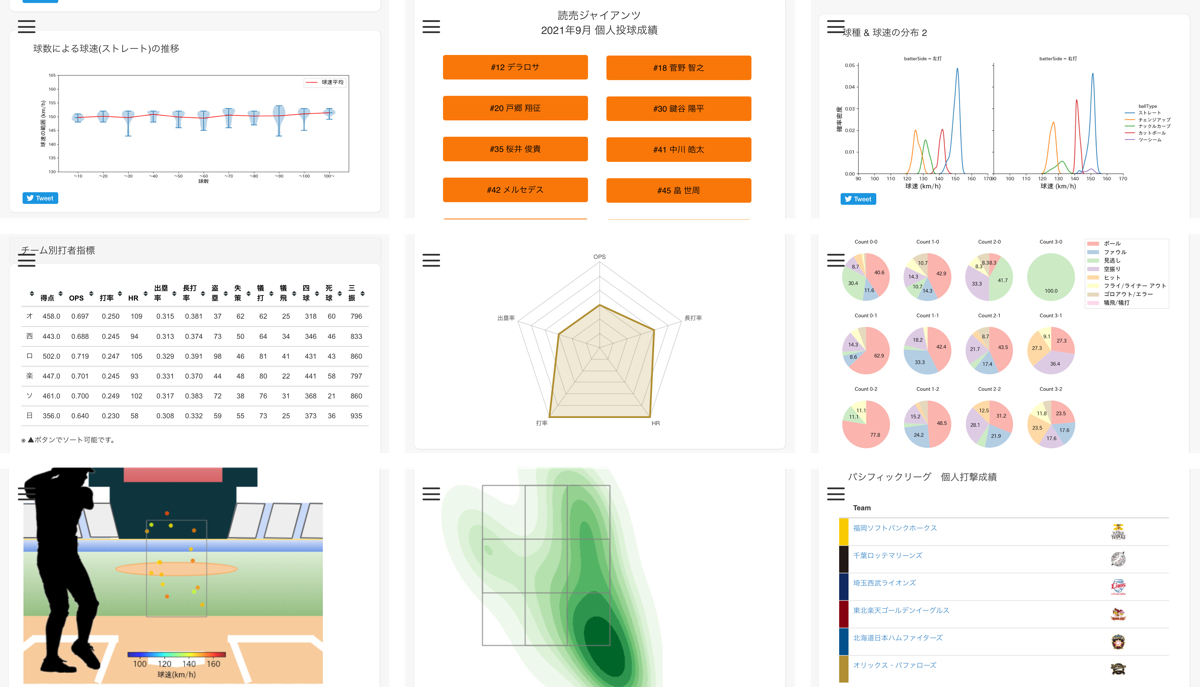 球数による球速(ストレート)の推移
球速の範囲 (km/h)
165
160
155
150
145
140
135
130
球速平均
~10
~20
~30
~40
~50
~60
~70
~80
~90
~100
100~
球数
Tweet
読売ジャイアンツ
2021年9月 個人投球成績
#12 デラロサ
#18 菅野 智之
#20 戸郷 翔征
#30 鍵谷 陽平
#35 桜井 俊貴
#41 中川 皓太
#42 メルセデス
#45 畠 世周
球種 & 球速の分布 2
batterSide = 右打
batterSide = 左打
確率密度
0.05
0.04
0.03
0.02
0.01
0.00
90 100 110 120 130 140 150 160 170
90 100 110 120 130 140 150 160 170
球速 (km/h)
球速 (km/h)
ballType
ストレート
チェンジアップ
ナックルカーブ
カットボール
ツーシーム
Tweet
チーム別打者指標
得点 OPS 打率 HR 出塁率 長打率 盗塁 失策 犠打 犠飛 四球 死球 三振
オ 458.0 0.697 0.250 109 0.315 0.381 37 62 62 25 318 60 796
西 443.0 0.688 0.245 94 0.313 0.374 73 50 64 34 346 46 833
ロ 502.0 0.719 0.247 105 0.329 0.391 98 46 81 41 431 43 860
楽 447.0 0.701 0.245 93 0.331 0.370 44 48 80 22 441 58 797
ソ 461.0 0.700 0.249 102 0.317 0.383 72 38 76 31 368 21 860
日 356.0 0.640 0.230 58 0.308 0.332 59 55 73 25 373 36 935
※ ▲ボタンでソート可能です。
OPS
出塁率
長打率
打率
HR
Count 0-0
Count 1-0
Count 2-0
Count 3-0
8.7
40.6
30.4
11.6
10.7
42.9
14.3
10.7
14.3
8.3
8.3
8.3
33.3
41.7
100.0
ボール
ファウル
見逃し
空振り
ヒット
フライ/ライナー アウト
ゴロアウト/エラー
犠飛/犠打
Count 0-1
Count 1-1
Count 2-1
Count 3-1
14.3
8.6
62.9
18.2
42.4
33.3
8.7
43.5
21.7
17.4
9.1
27.3
27.3
36.4
Count 0-2
Count 1-2
Count 2-2
Count 3-2
11.1
11.1
77.8
15.2
48.5
24.2
12.5
31.2
28.1
21.9
11.8
23.5
23.5
17.6
17.6
100 120 140 160
球速(km/h)
パシフィックリーグ 個人打撃成績
Team
福岡ソフトバンクホークス
千葉ロッテマリーンズ
埼玉西武ライオンズ
東北楽天ゴールデンイーグルス
北海道日本ハムファイターズ
オリックス・バファローズ